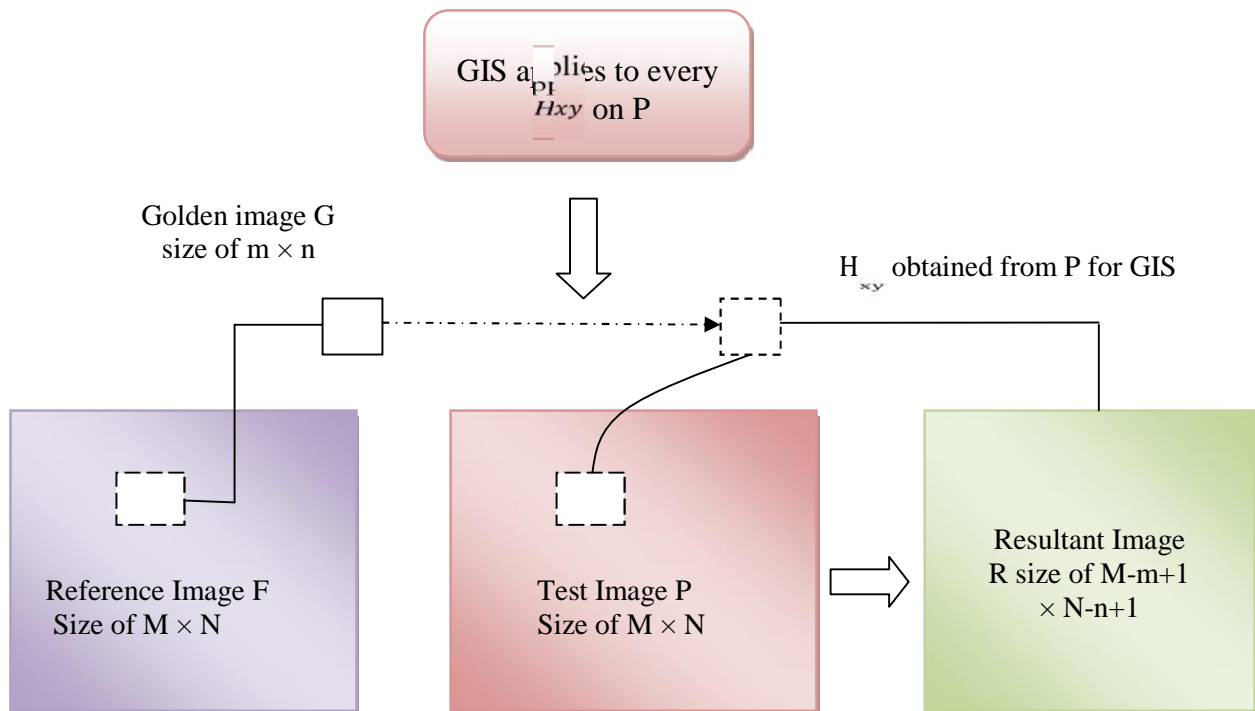 GIS applies to every
Hxy on P
Golden image G
size of m × n
H xy obtained from P for GIS
Reference Image F
Size of M × N
Test Image P
Size of M × N
Resultant Image
R size of M-m+1
× N-n+1